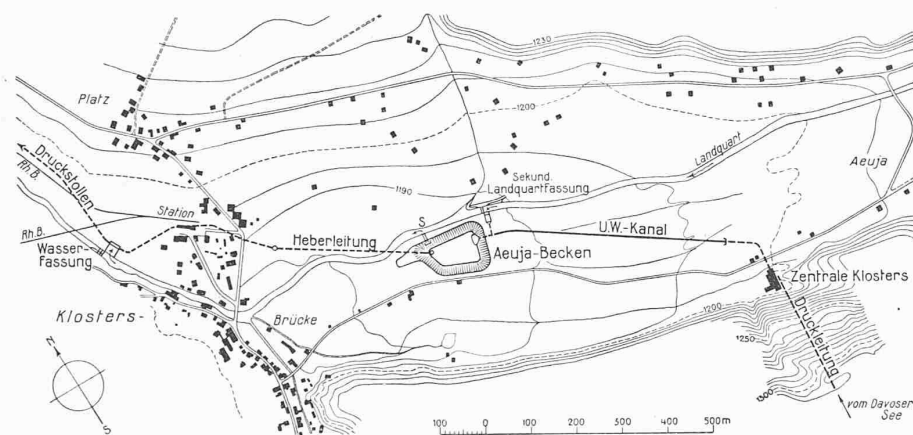 1230
Platz
1200
Landquart
Aeuja
Druckstollen
Rh.B.
Sekund.
Landquartfassung
1190
Station
S
Rh.B.
Wasser-
fassung
Heberleitung
U.W.-Kanal
Aeuja-Becken
Zentrale Klosters
Klosters-
Brücke
1200
1250
Druckleitung
N
S
1300
vom Davoser
See
100 0 100 200 300 400 500m